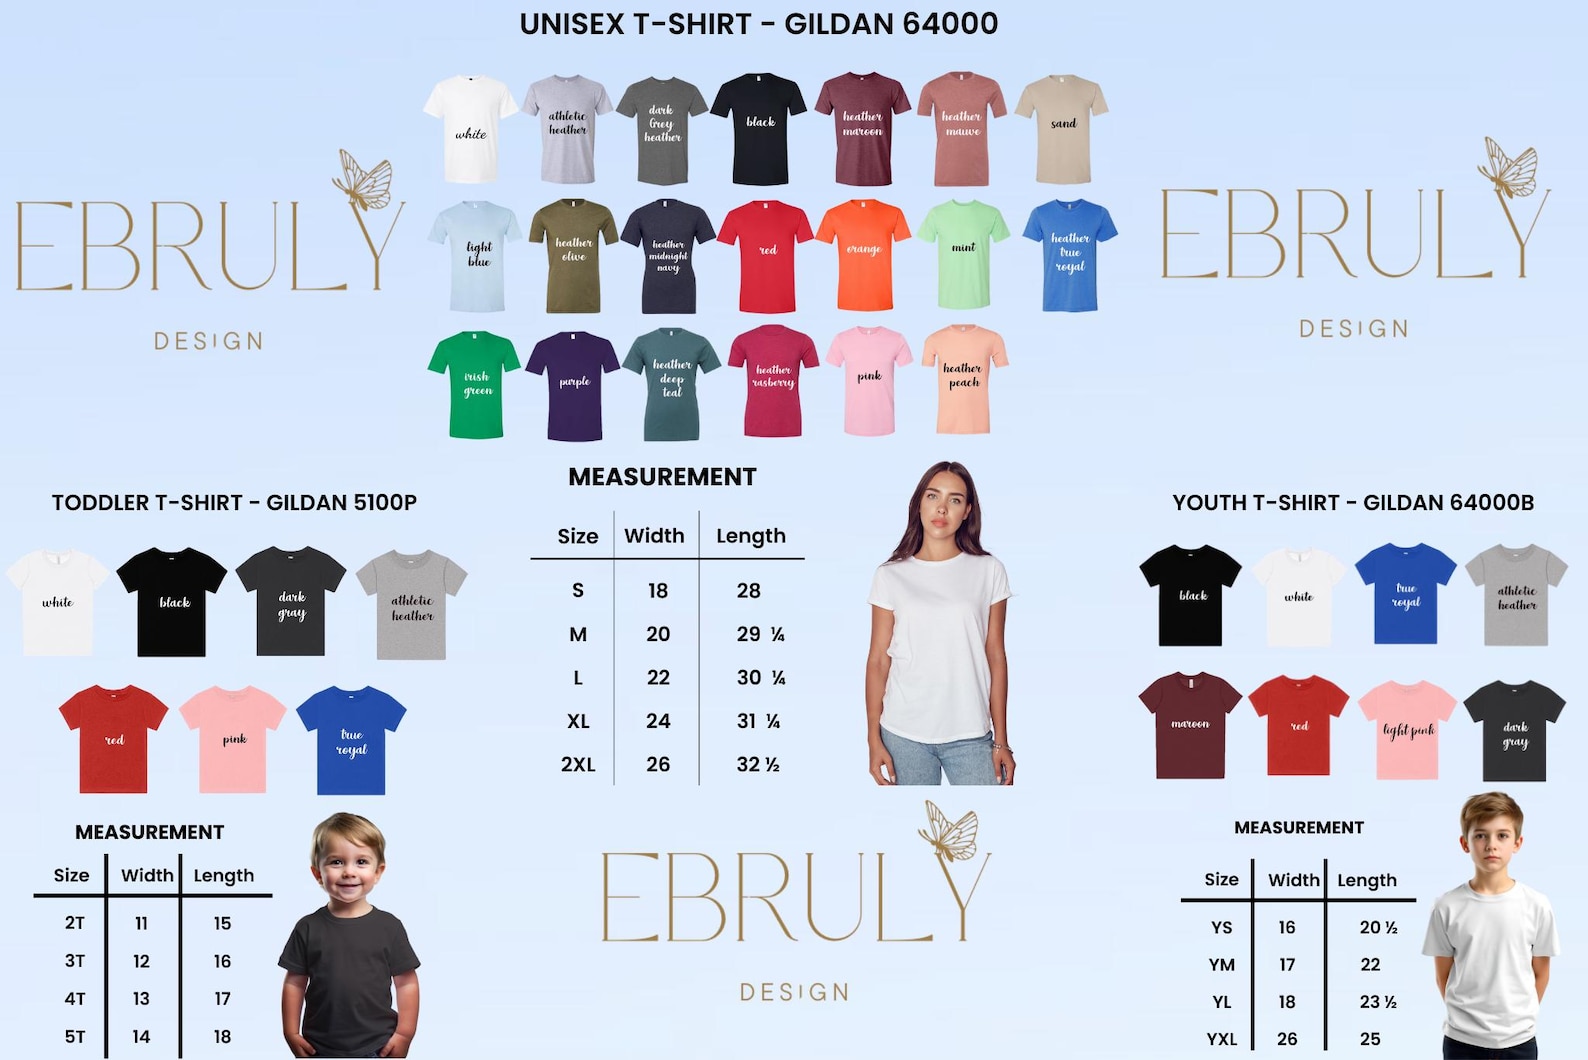 UNISEX T-SHIRT - GILDAN 64000
white
athletic
heather
dark
Grey
heather
black
heather
maroon
heather
mauve
sand
light
blue
heather
olive
heather
midnight
navy
red
orange
mint
heather
true
royal
irish
green
purple
heather
deep
teal
heather
rasberry
pink
heather
peach
EBRULY
DESIGN
EBRULY
DESIGN
TODDLER T-SHIRT - GILDAN 5100P
white
black
dark
gray
athletic
heather
red
pink
true
royal
MEASUREMENT
Size Width Length
2T 11 15
3T 12 16
4T 13 17
5T 14 18
MEASUREMENT
Size Width Length
S 18 28
M 20 29 ¼
L 22 30 ¼
XL 24 31 ¼
2XL 26 32 ½
EBRULY
DESIGN
YOUTH T-SHIRT - GILDAN 64000B
black
white
true
royal
athletic
heather
maroon
red
light pink
dark
gray
MEASUREMENT
Size Width Length
YS 16 20 ½
YM 17 22
YL 18 23 ½
YXL 26 25